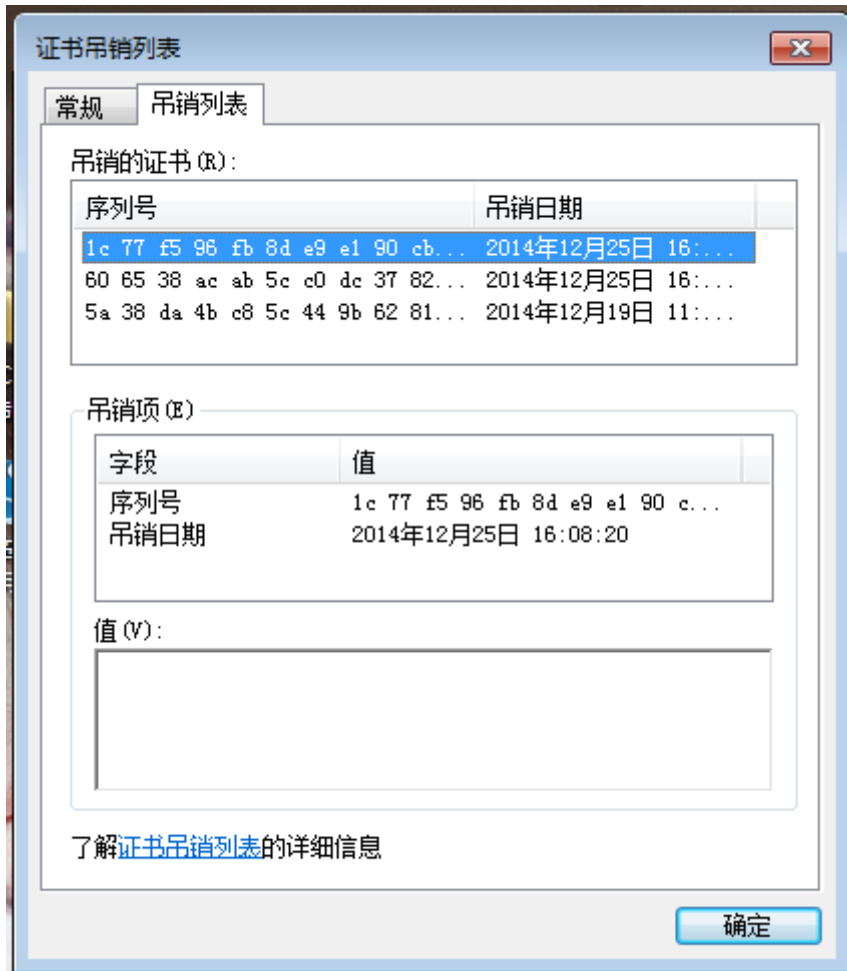 证书吊销列表
常规 吊销列表
吊销的证书(R):
序列号 吊销日期
1c 77 f5 96 fb 8d e9 e1 90 cb... 2014年12月25日 16:...
60 65 38 ac ab 5c c0 dc 37 82... 2014年12月25日 16:...
5a 38 da 4b c8 5c 44 9b 62 81... 2014年12月19日 11:...
吊销项(E)
字段 值
序列号 1c 77 f5 96 fb 8d e9 e1 90 c...
吊销日期 2014年12月25日 16:08:20
值(V):
了解证书吊销列表的详细信息
确定